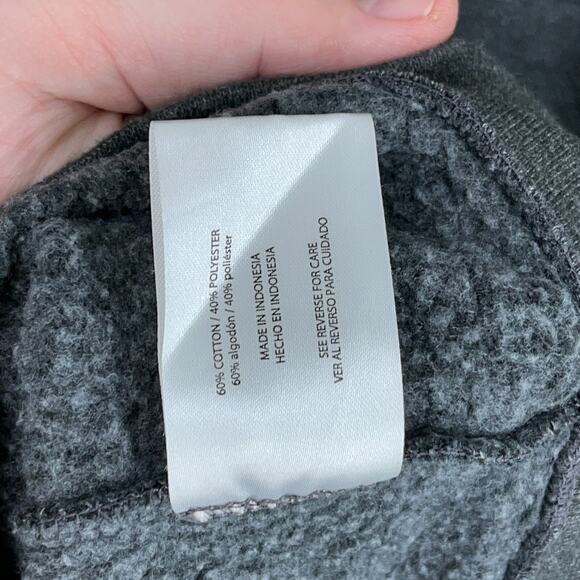 60% COTTON / 40% POLYESTER
60% algodón / 40% poliéster
MADE IN INDONESIA
HECHO EN INDONESIA
SEE REVERSE FOR CARE
VER AL REVERSO PARA CUIDADO